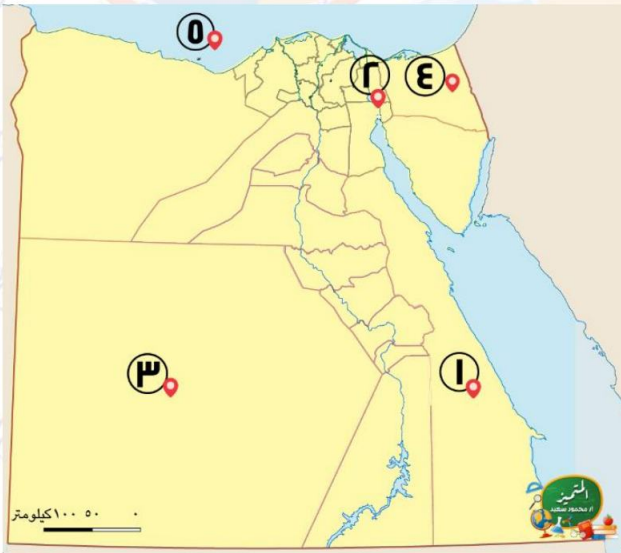 ٥
٢
٤
٣
١
٠ ٥٠ ١٠٠كيلومتر
المتميز
أ/ محمود سعيد